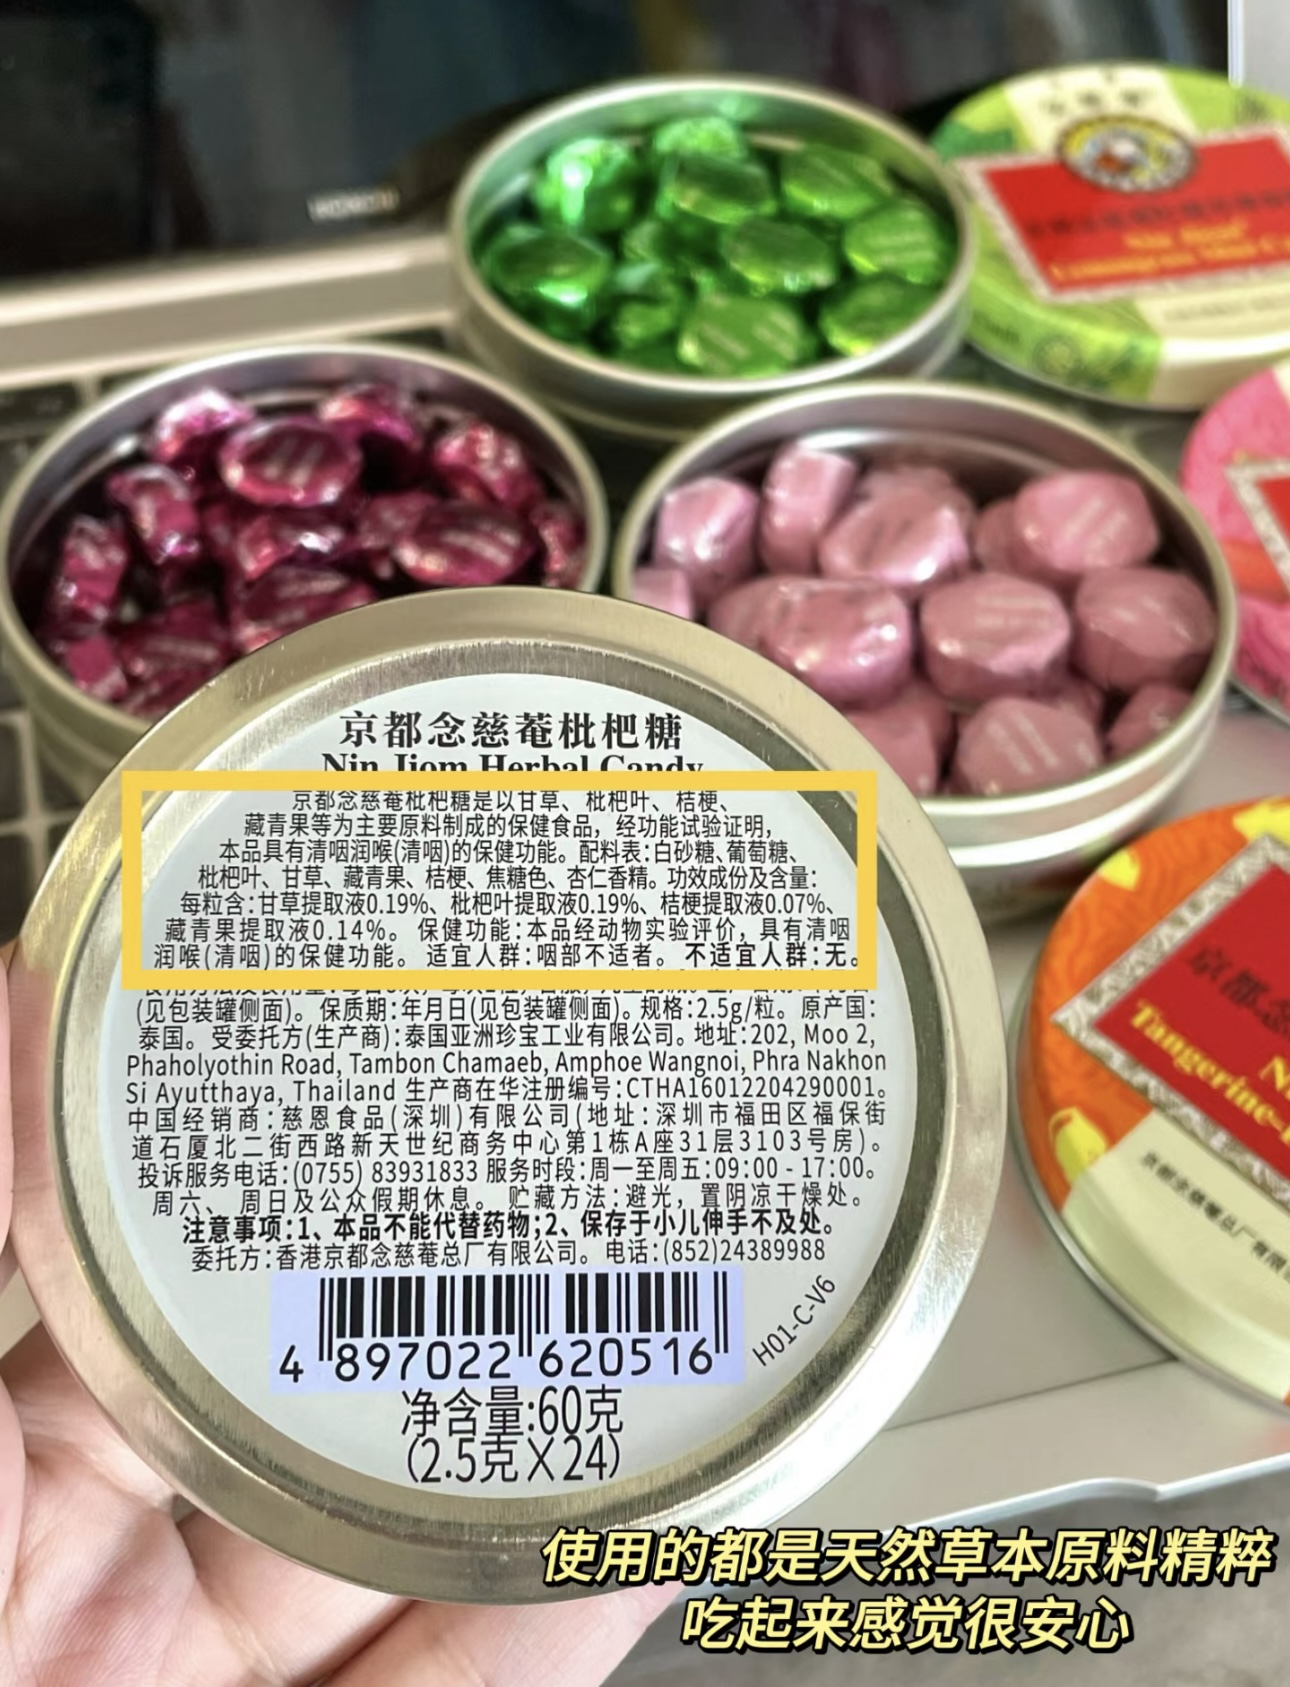 京都念慈菴枇杷糖
Nin Jiom Herbal Candy
京都念慈菴枇杷糖是以甘草、枇杷叶、桔梗、
藏青果等为主要原料制成的保健食品，经功能试验证明，
本品具有清咽润喉(清咽)的保健功能。配料表:白砂糖、葡萄糖、
枇杷叶、甘草、藏青果、桔梗、焦糖色、杏仁香精。功效成份及含量:
每粒含:甘草提取液0.19%、枇杷叶提取液0.19%、桔梗提取液0.07%、
藏青果提取液0.14%。保健功能:本品经动物实验评价，具有清咽
润喉(清咽)的保健功能。适宜人群:咽部不适者。不适宜人群:无。
(见包装罐侧面)。保质期:年月日(见包装罐侧面)。规格:2.5g/粒。原产国:
泰国。受委托方(生产商):泰国亚洲珍宝工业有限公司。地址:202, Moo 2,
Phaholyothin Road, Tambon Chamaeb, Amphoe Wangnoi, Phra Nakhon
Si Ayutthaya, Thailand 生产商在华注册编号:CTHA16012204290001。
中国经销商:慈恩食品(深圳)有限公司(地址:深圳市福田区福保街
道石厦北二街西路新天世纪商务中心第1栋A座31层3103号房)。
投诉服务电话:(0755) 83931833 服务时段:周一至周五:09:00 - 17:00。
周六、周日及公众假期休息。贮藏方法:避光，置阴凉干燥处。
注意事项:1、本品不能代替药物;2、保存于小儿伸手不及处。
委托方:香港京都念慈菴总厂有限公司。电话:(852)24389988
4 897022 620516
H01-C-V6
净含量:60克
(2.5克X24)
Tangerine-
使用的都是天然草本原料精粹
吃起来感觉很安心